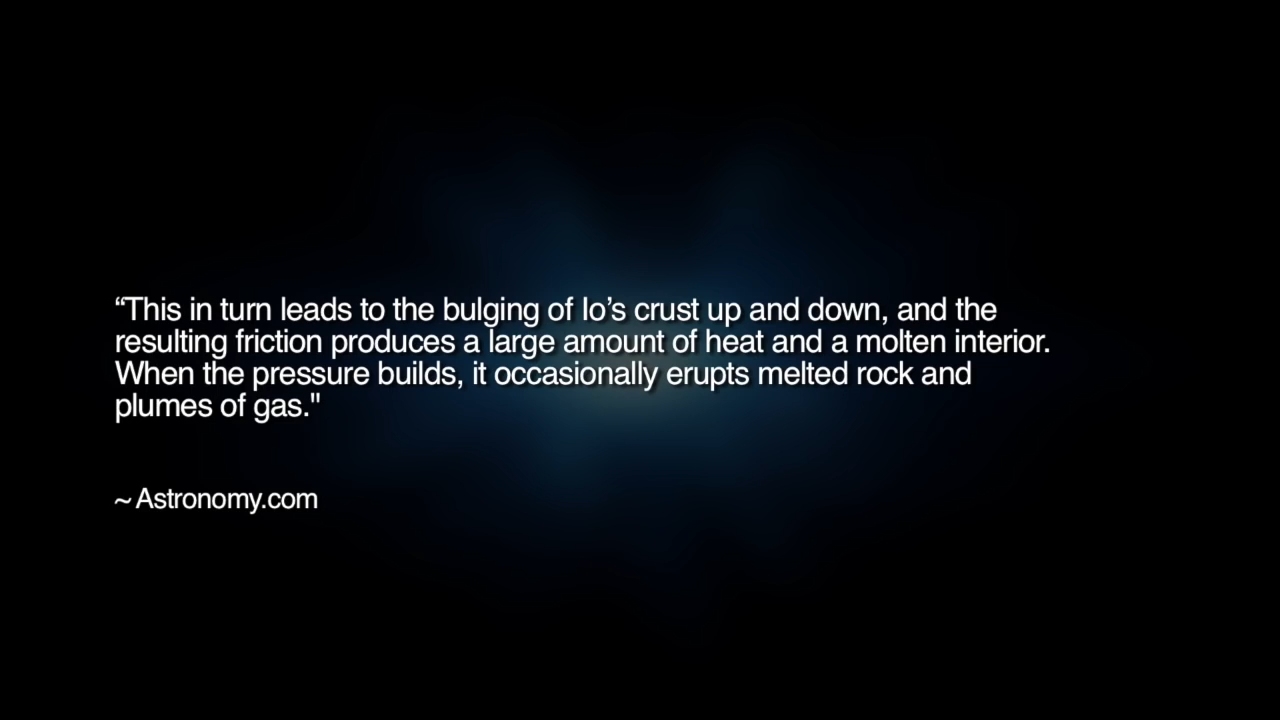 “This in turn leads to the bulging of Io’s crust up and down, and the
resulting friction produces a large amount of heat and a molten interior.
When the pressure builds, it occasionally erupts melted rock and
plumes of gas."
~ Astronomy.com